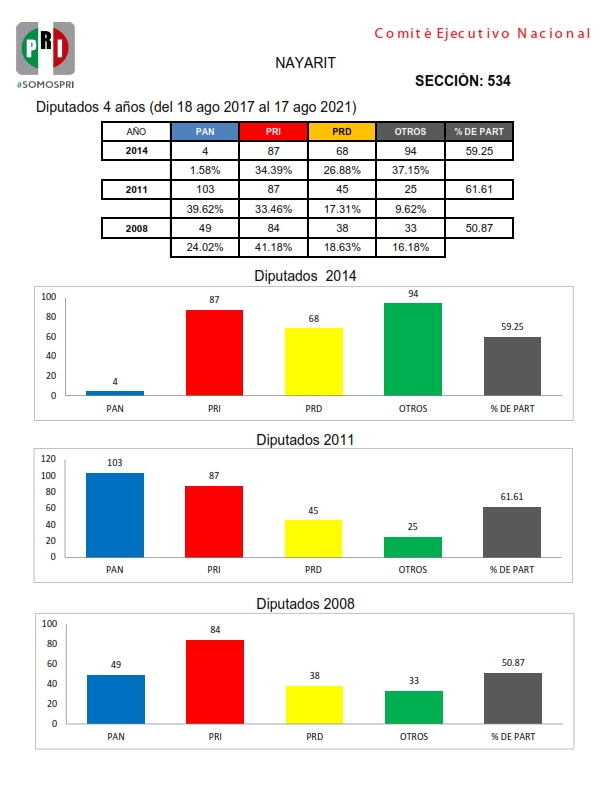 Comité Ejecutivo Nacional
PRI
#SOMOSPRI
NAYARIT
SECCIÓN: 534
Diputados 4 años (del 18 ago 2017 al 17 ago 2021)
AÑO PAN PRI PRD OTROS % DE PART
2014 4 87 68 94 59.25
1.58% 34.39% 26.88% 37.15%
2011 103 87 45 25 61.61
39.62% 33.46% 17.31% 9.62%
2008 49 84 38 33 50.87
24.02% 41.18% 18.63% 16.18%
Diputados 2014
100
80
60
40
20
0
4
87
68
94
59.25
PAN PRI PRD OTROS % DE PART
Diputados 2011
120
100
80
60
40
20
0
103
87
45
25
61.61
PAN PRI PRD OTROS % DE PART
Diputados 2008
100
80
60
40
20
0
49
84
38
33
50.87
PAN PRI PRD OTROS % DE PART